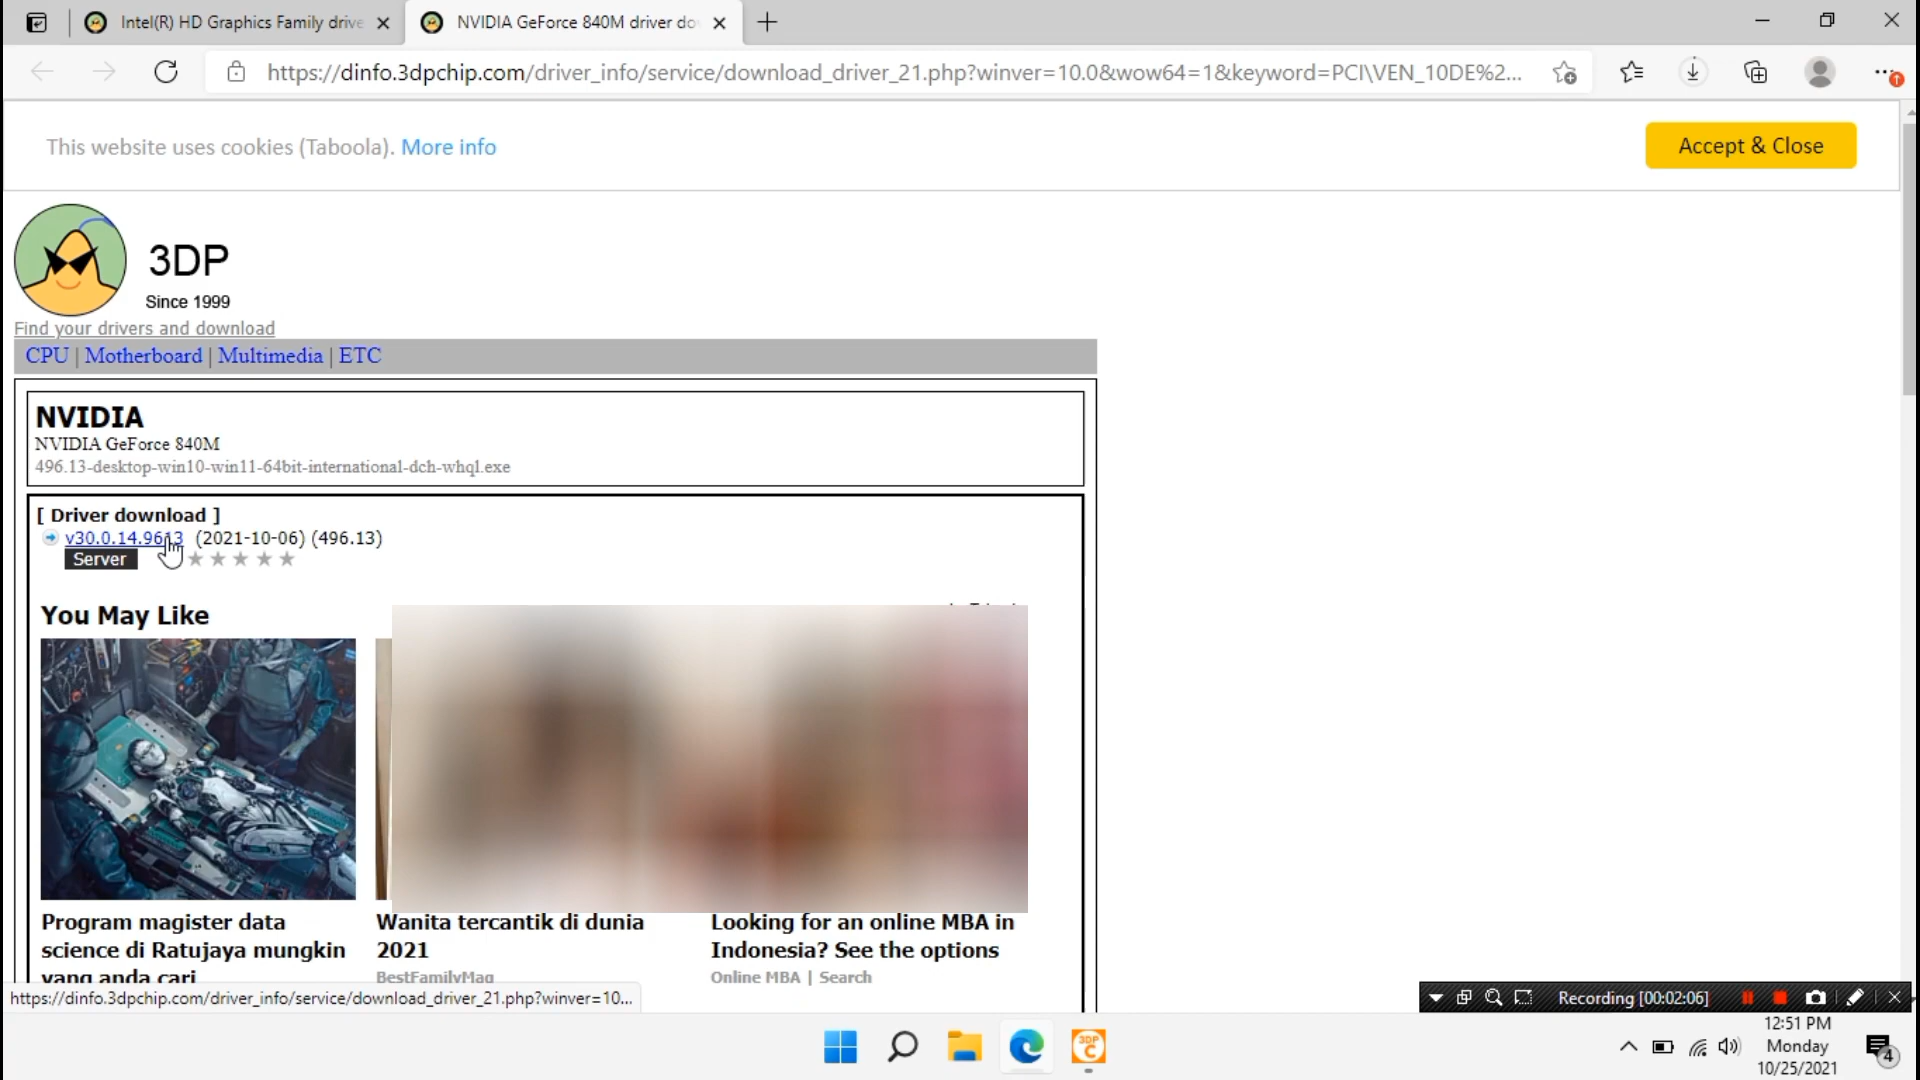 Intel(R) HD Graphics Family drive
NVIDIA GeForce 840M driver do
https://dinfo.3dpchip.com/driver_info/service/download_driver_21.php?winver=10.0&wow64=1&keyword=PCI\VEN_10DE%2...
This website uses cookies (Taboola). More info
Accept & Close
3DP
Since 1999
Find your drivers and download
CPU | Motherboard | Multimedia | ETC
NVIDIA
NVIDIA GeForce 840M
496.13-desktop-win10-win11-64bit-international-dch-whql.exe
[ Driver download ]
v30.0.14.9613 (2021-10-06) (496.13)
Server
You May Like
Program magister data
science di Ratujaya mungkin
yang anda cari
Wanita tercantik di dunia
2021
BestFamilyMag
Looking for an online MBA in
Indonesia? See the options
Online MBA | Search
https://dinfo.3dpchip.com/driver_info/service/download_driver_21.php?winver=10...
Recording [00:02:06]
3DP
C
12:51 PM
Monday
10/25/2021
4